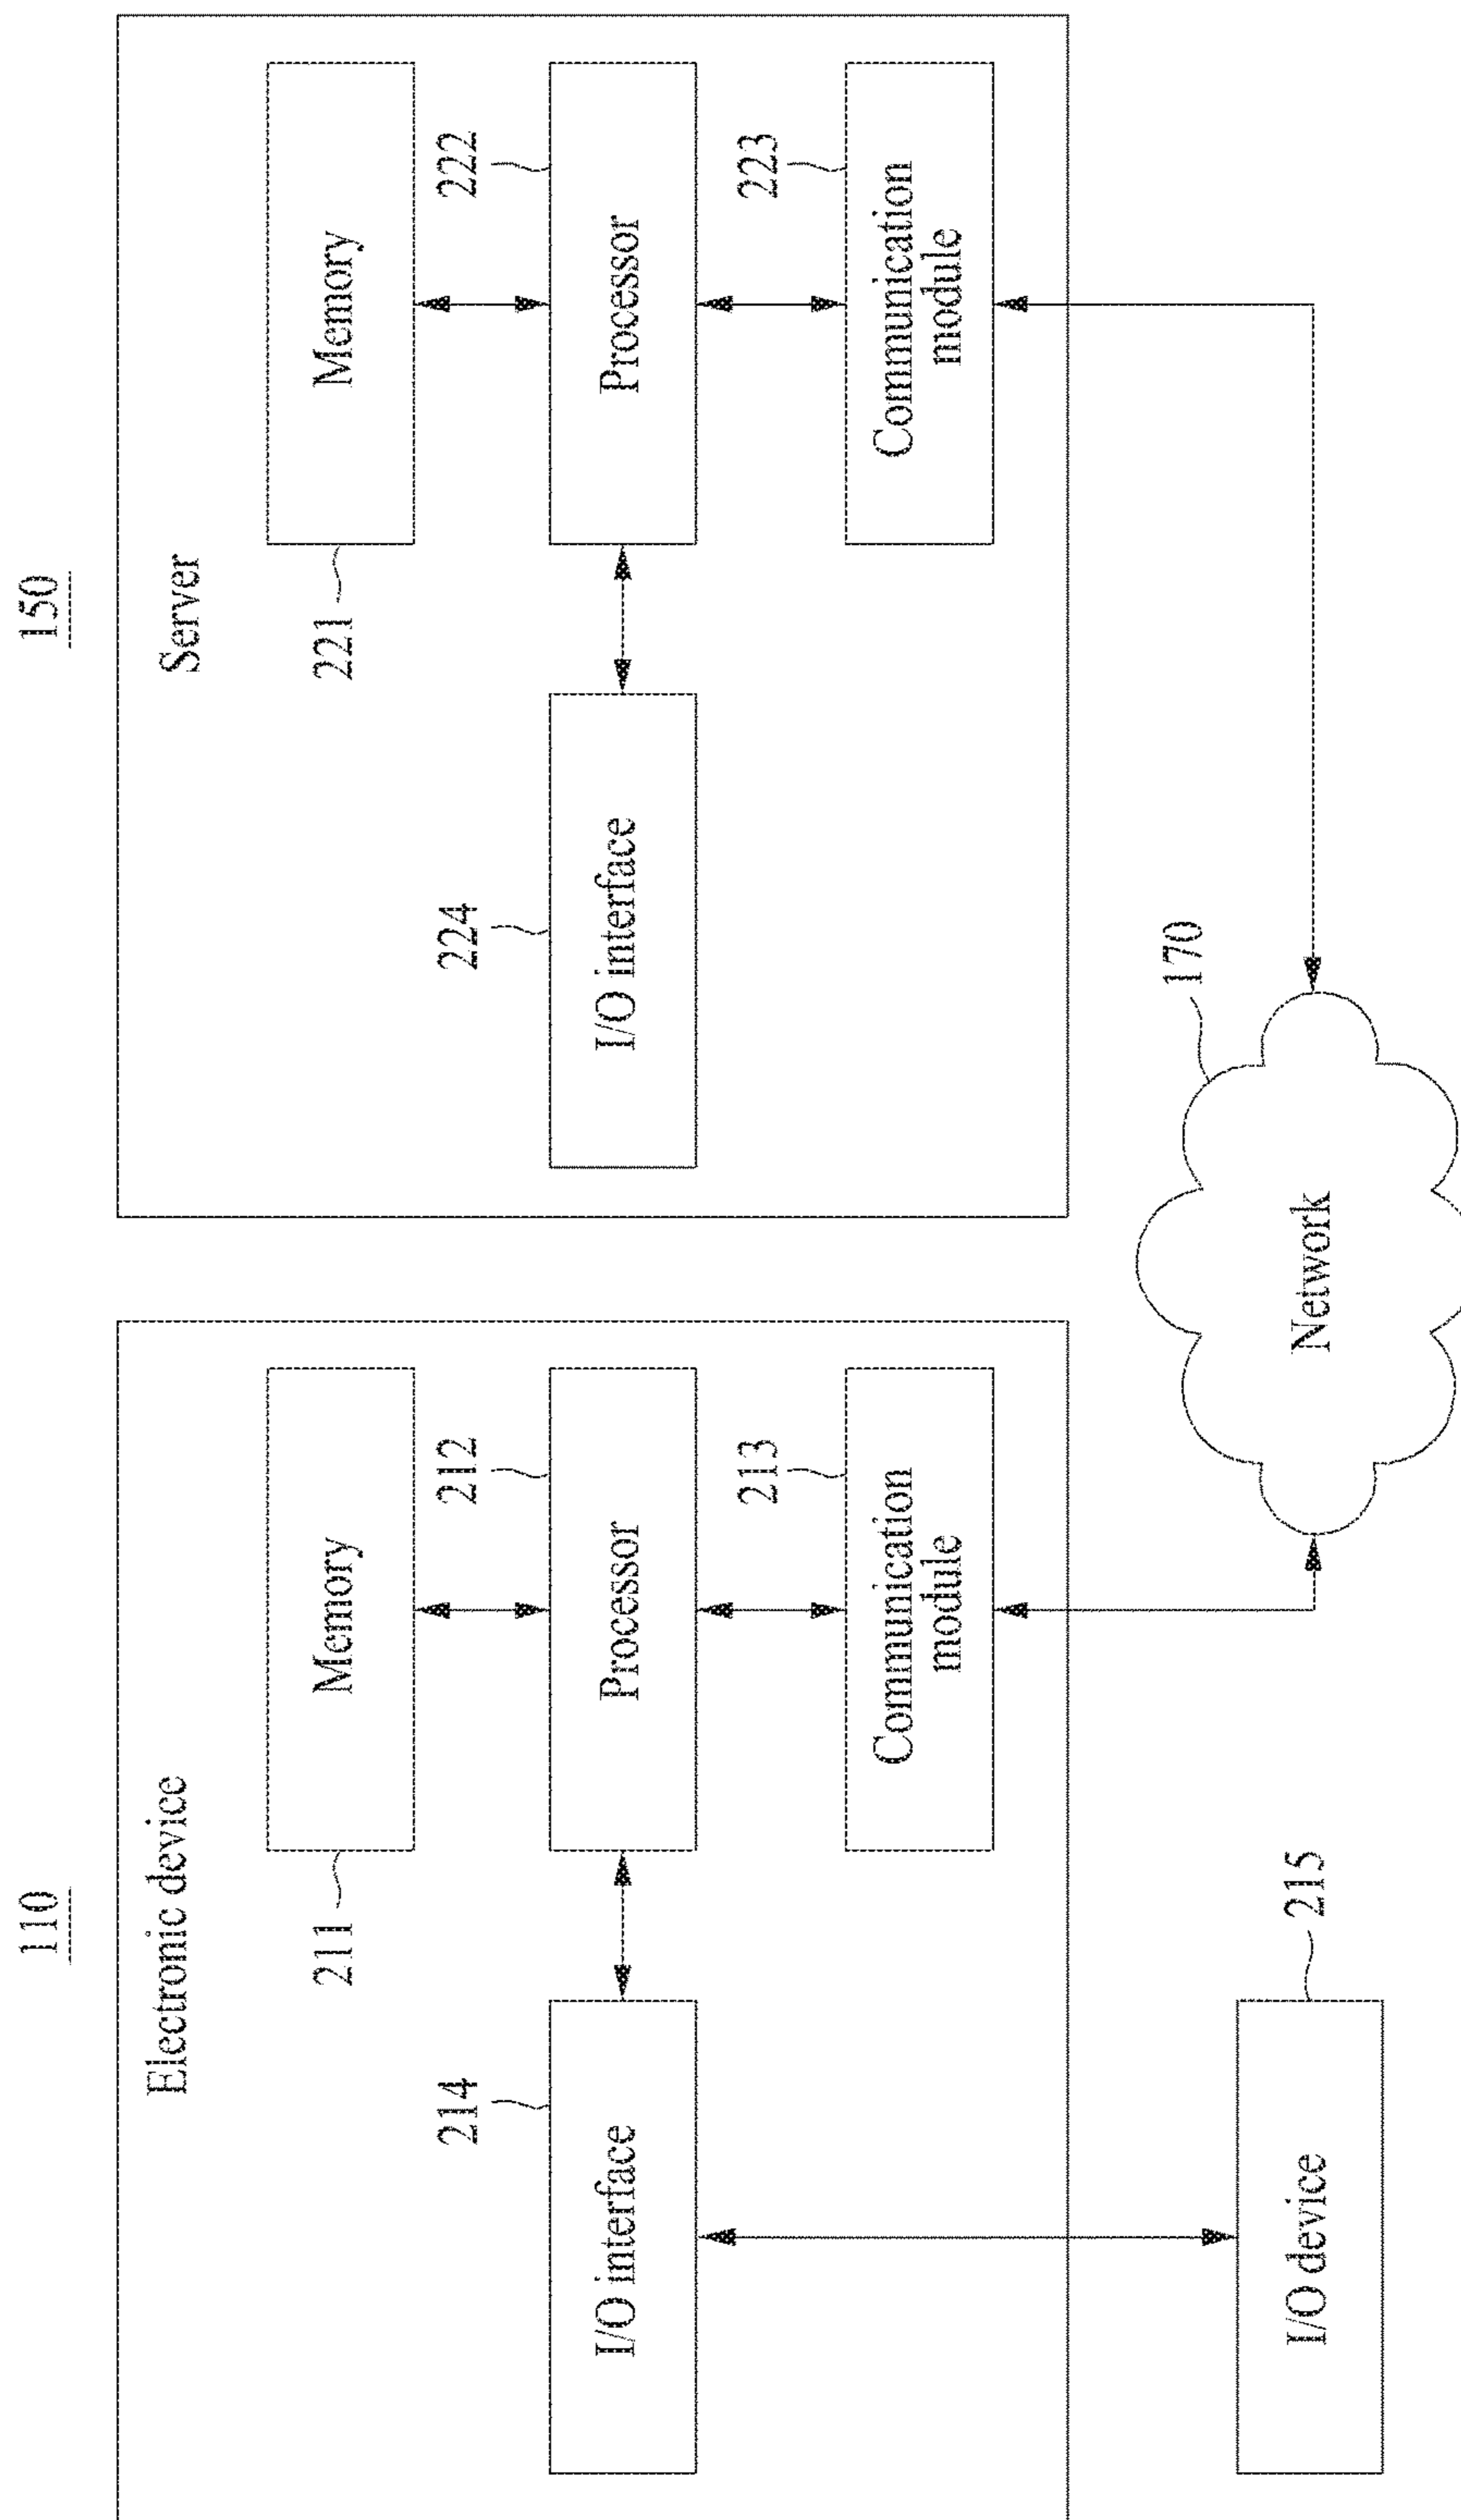 110
Electronic device
211
Memory
214
212
I/O interface
Processor
213
Communication
module
215
I/O device
150
Server
221
Memory
224
222
I/O interface
Processor
223
Communication
module
170
Network